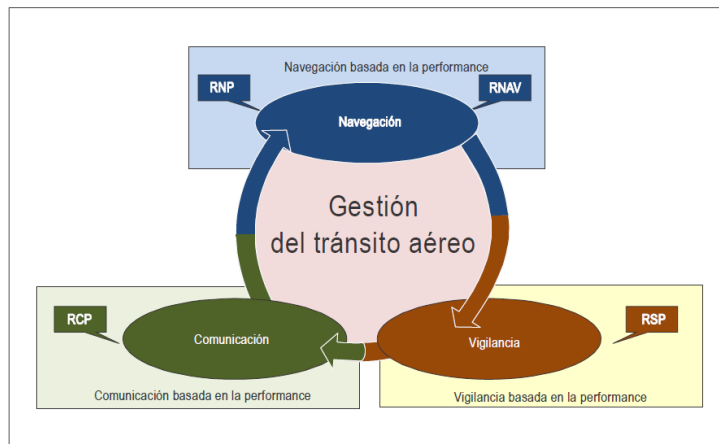 Navegación basada en la performance
RNP
RNAV
Navegación
Gestión
del tránsito aéreo
RCP
RSP
Comunicación
Vigilancia
Comunicación basada en la performance
Vigilancia basada en la performance